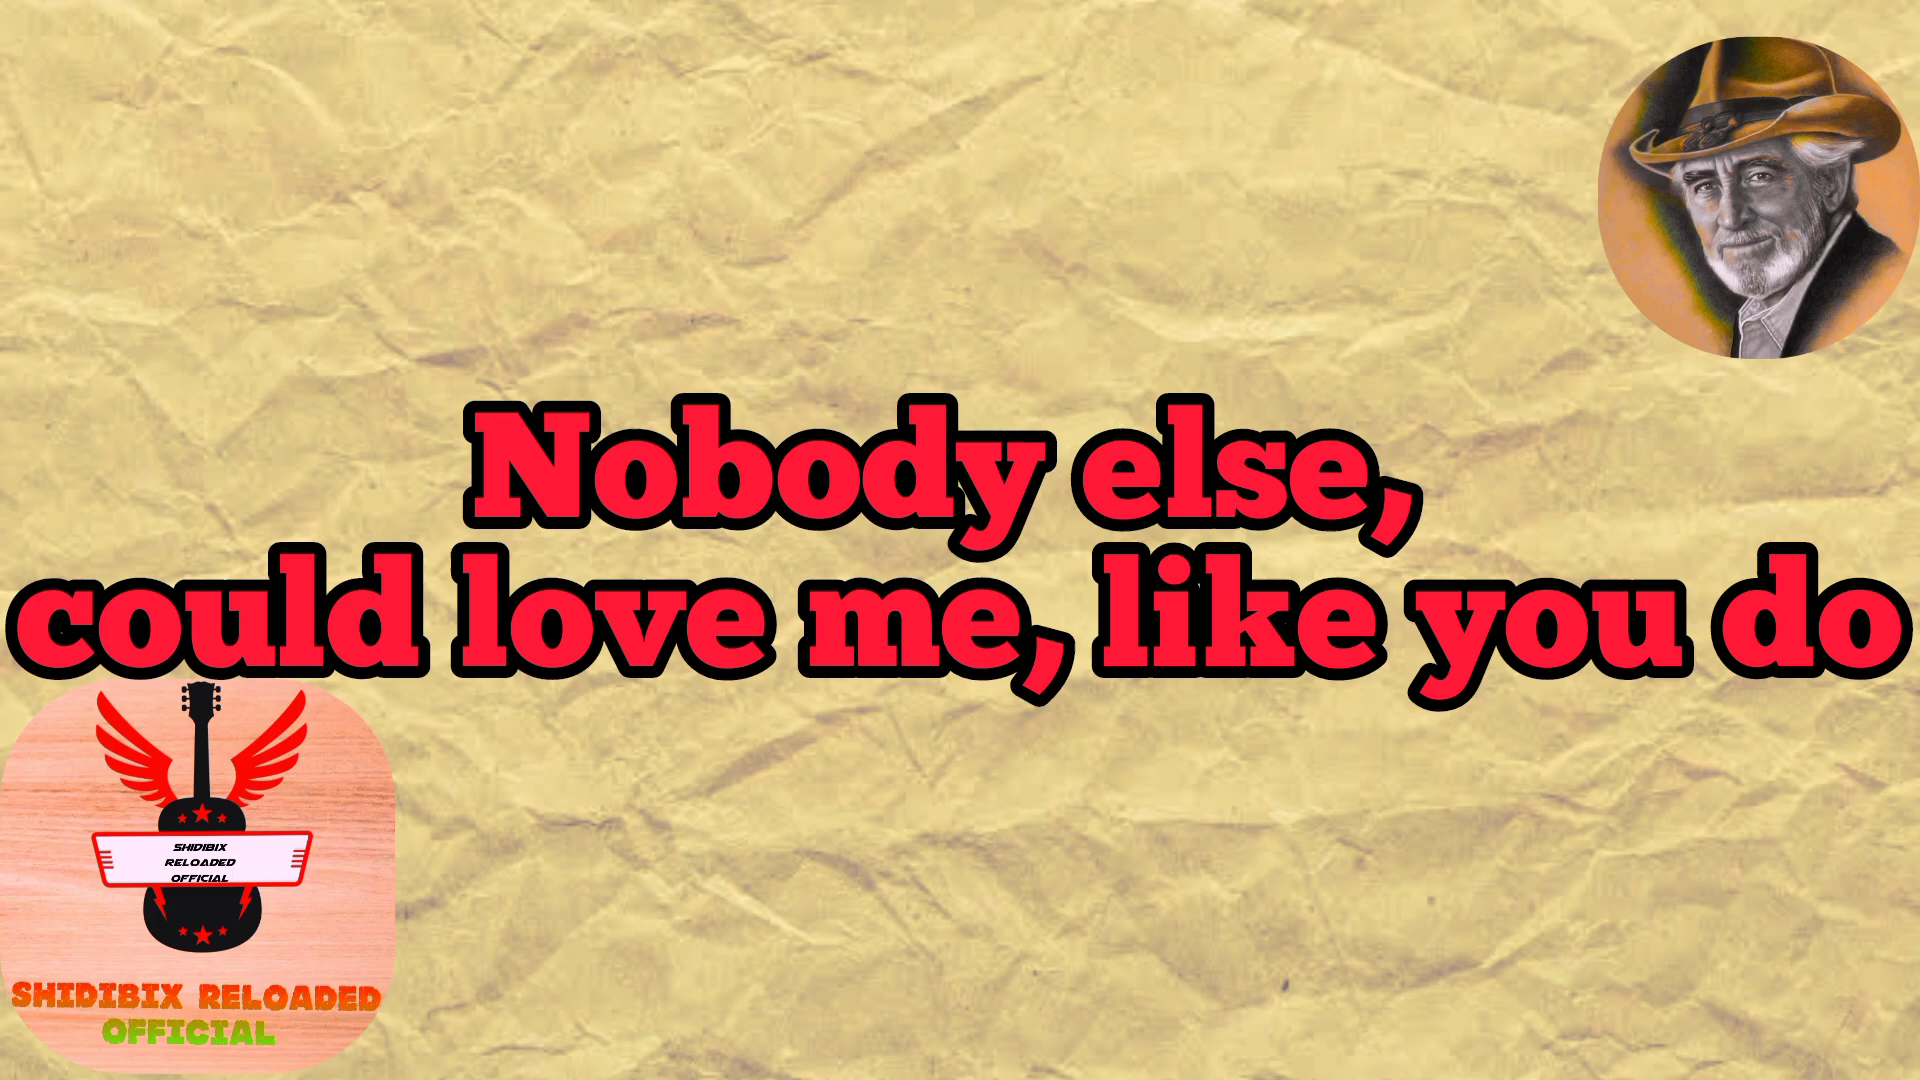 Nobody else,
could love me, like you do
SHIDIBIX
RELOADED
OFFICIAL
SHIDIBIX RELOADED
OFFICIAL